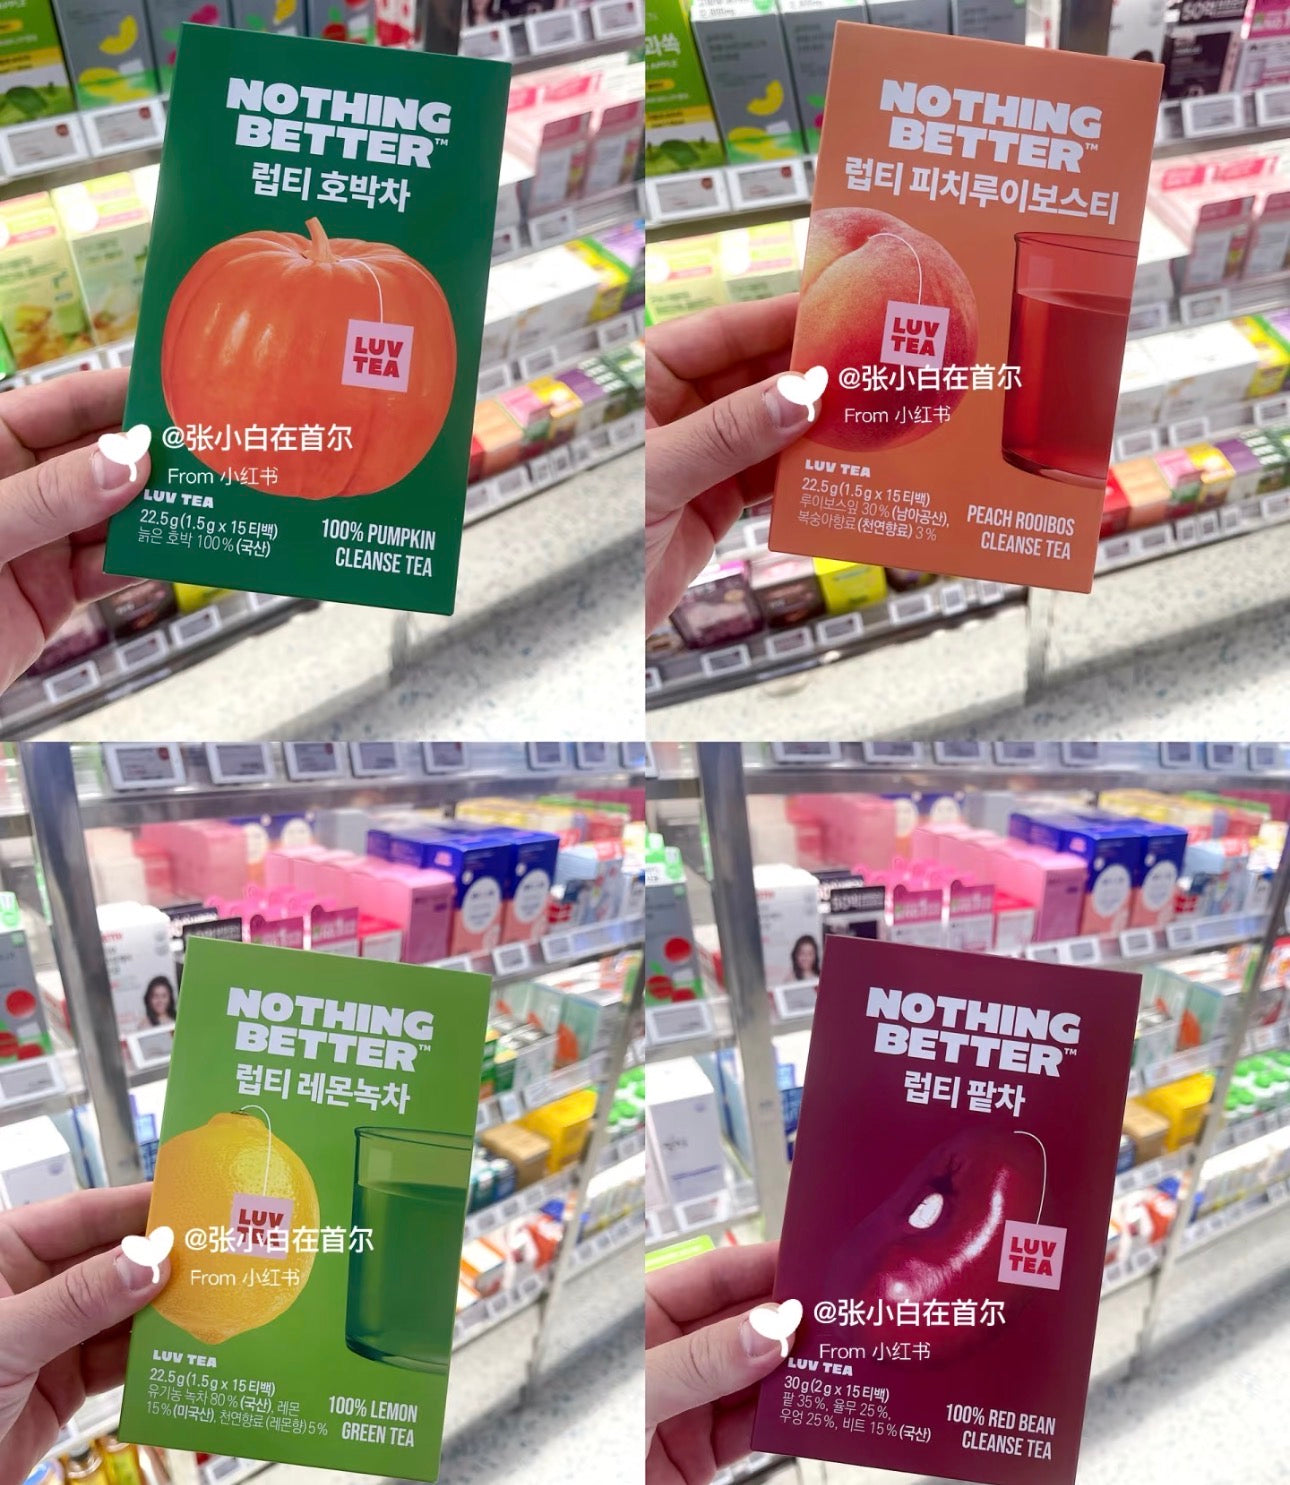 NOTHING
BETTER™
럽티 호박차
LUV
TEA
@张小白在首尔
From 小红书
LUV TEA
22.5g(1.5g x 15티백)
늙은 호박 100%(국산)
100% PUMPKIN
CLEANSE TEA
NOTHING
BETTER™
럽티 피치루이보스티
LUV
TEA
@张小白在首尔
From 小红书
LUV TEA
22.5g(1.5g x 15티백)
루이보스잎 30%(남아공산),
복숭아향료(천연향료) 3%
PEACH ROOIBOS
CLEANSE TEA
NOTHING
BETTER™
럽티 레몬녹차
LUV
TEA
@张小白在首尔
From 小红书
LUV TEA
22.5g(1.5g x 15티백)
유기농 녹차 80%(국산), 레몬
15%(미국산), 천연향료 (레몬향) 5%
100% LEMON
GREEN TEA
NOTHING
BETTER™
럽티 팥차
LUV
TEA
@张小白在首尔
From 小红书
LUV TEA
30g(2g x 15티백)
팥 35%, 율무 25%,
우엉 25%, 비트 15%(국산)
100% RED BEAN
CLEANSE TEA